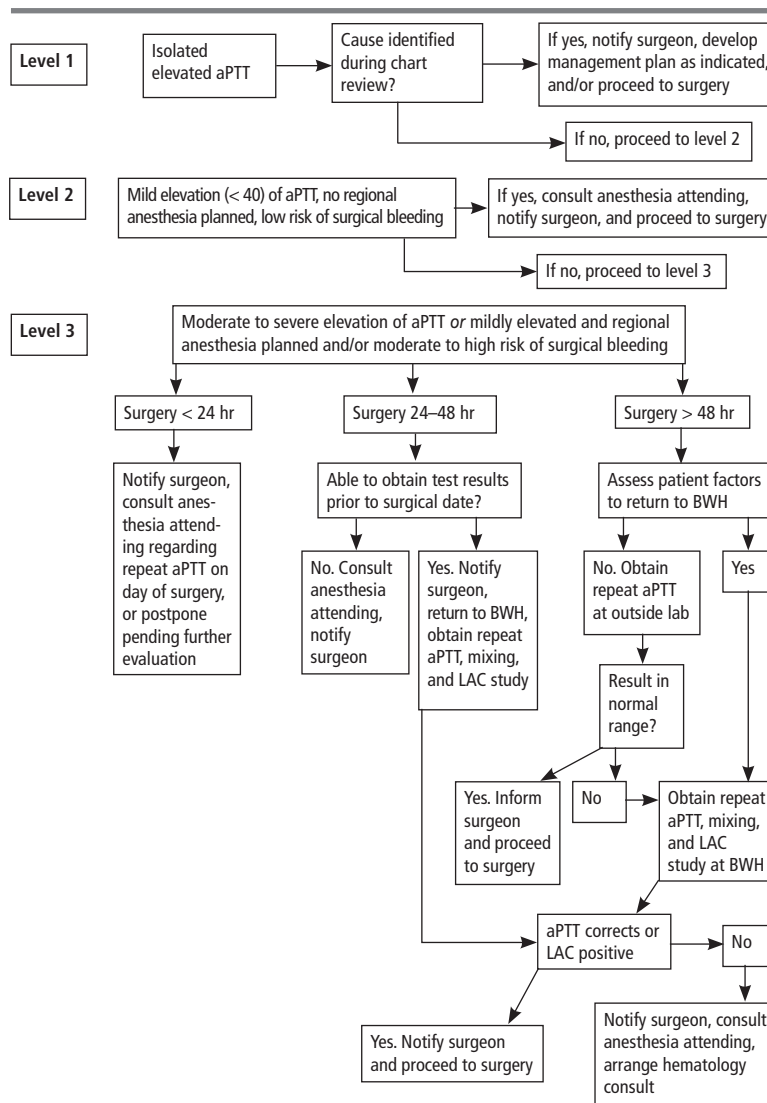 Level 1
Isolated
elevated aPTT
Cause identified
during chart
review?
If yes, notify surgeon, develop
management plan as indicated,
and/or proceed to surgery
If no, proceed to level 2
Level 2
Mild elevation (< 40) of aPTT, no regional
anesthesia planned, low risk of surgical bleeding
If yes, consult anesthesia attending,
notify surgeon, and proceed to surgery
If no, proceed to level 3
Level 3
Moderate to severe elevation of aPTT or mildly elevated and regional
anesthesia planned and/or moderate to high risk of surgical bleeding
Surgery < 24 hr
Notify surgeon,
consult anes-
thesia attend-
ing regarding
repeat aPTT on
day of surgery,
or postpone
pending further
evaluation
Surgery 24–48 hr
Able to obtain test results
prior to surgical date?
No. Consult
anesthesia
attending,
notify
surgeon
Yes. Notify
surgeon,
return to BWH,
obtain repeat
aPTT, mixing,
and LAC study
Surgery > 48 hr
Assess patient factors
to return to BWH
No. Obtain
repeat aPTT
at outside lab
Yes
Result in
normal
range?
Yes. Inform
surgeon
and proceed
to surgery
No
Obtain repeat
aPTT, mixing,
and LAC
study at BWH
aPTT corrects or
LAC positive
No
Yes. Notify surgeon
and proceed to surgery
Notify surgeon, consult
anesthesia attending,
arrange hematology
consult